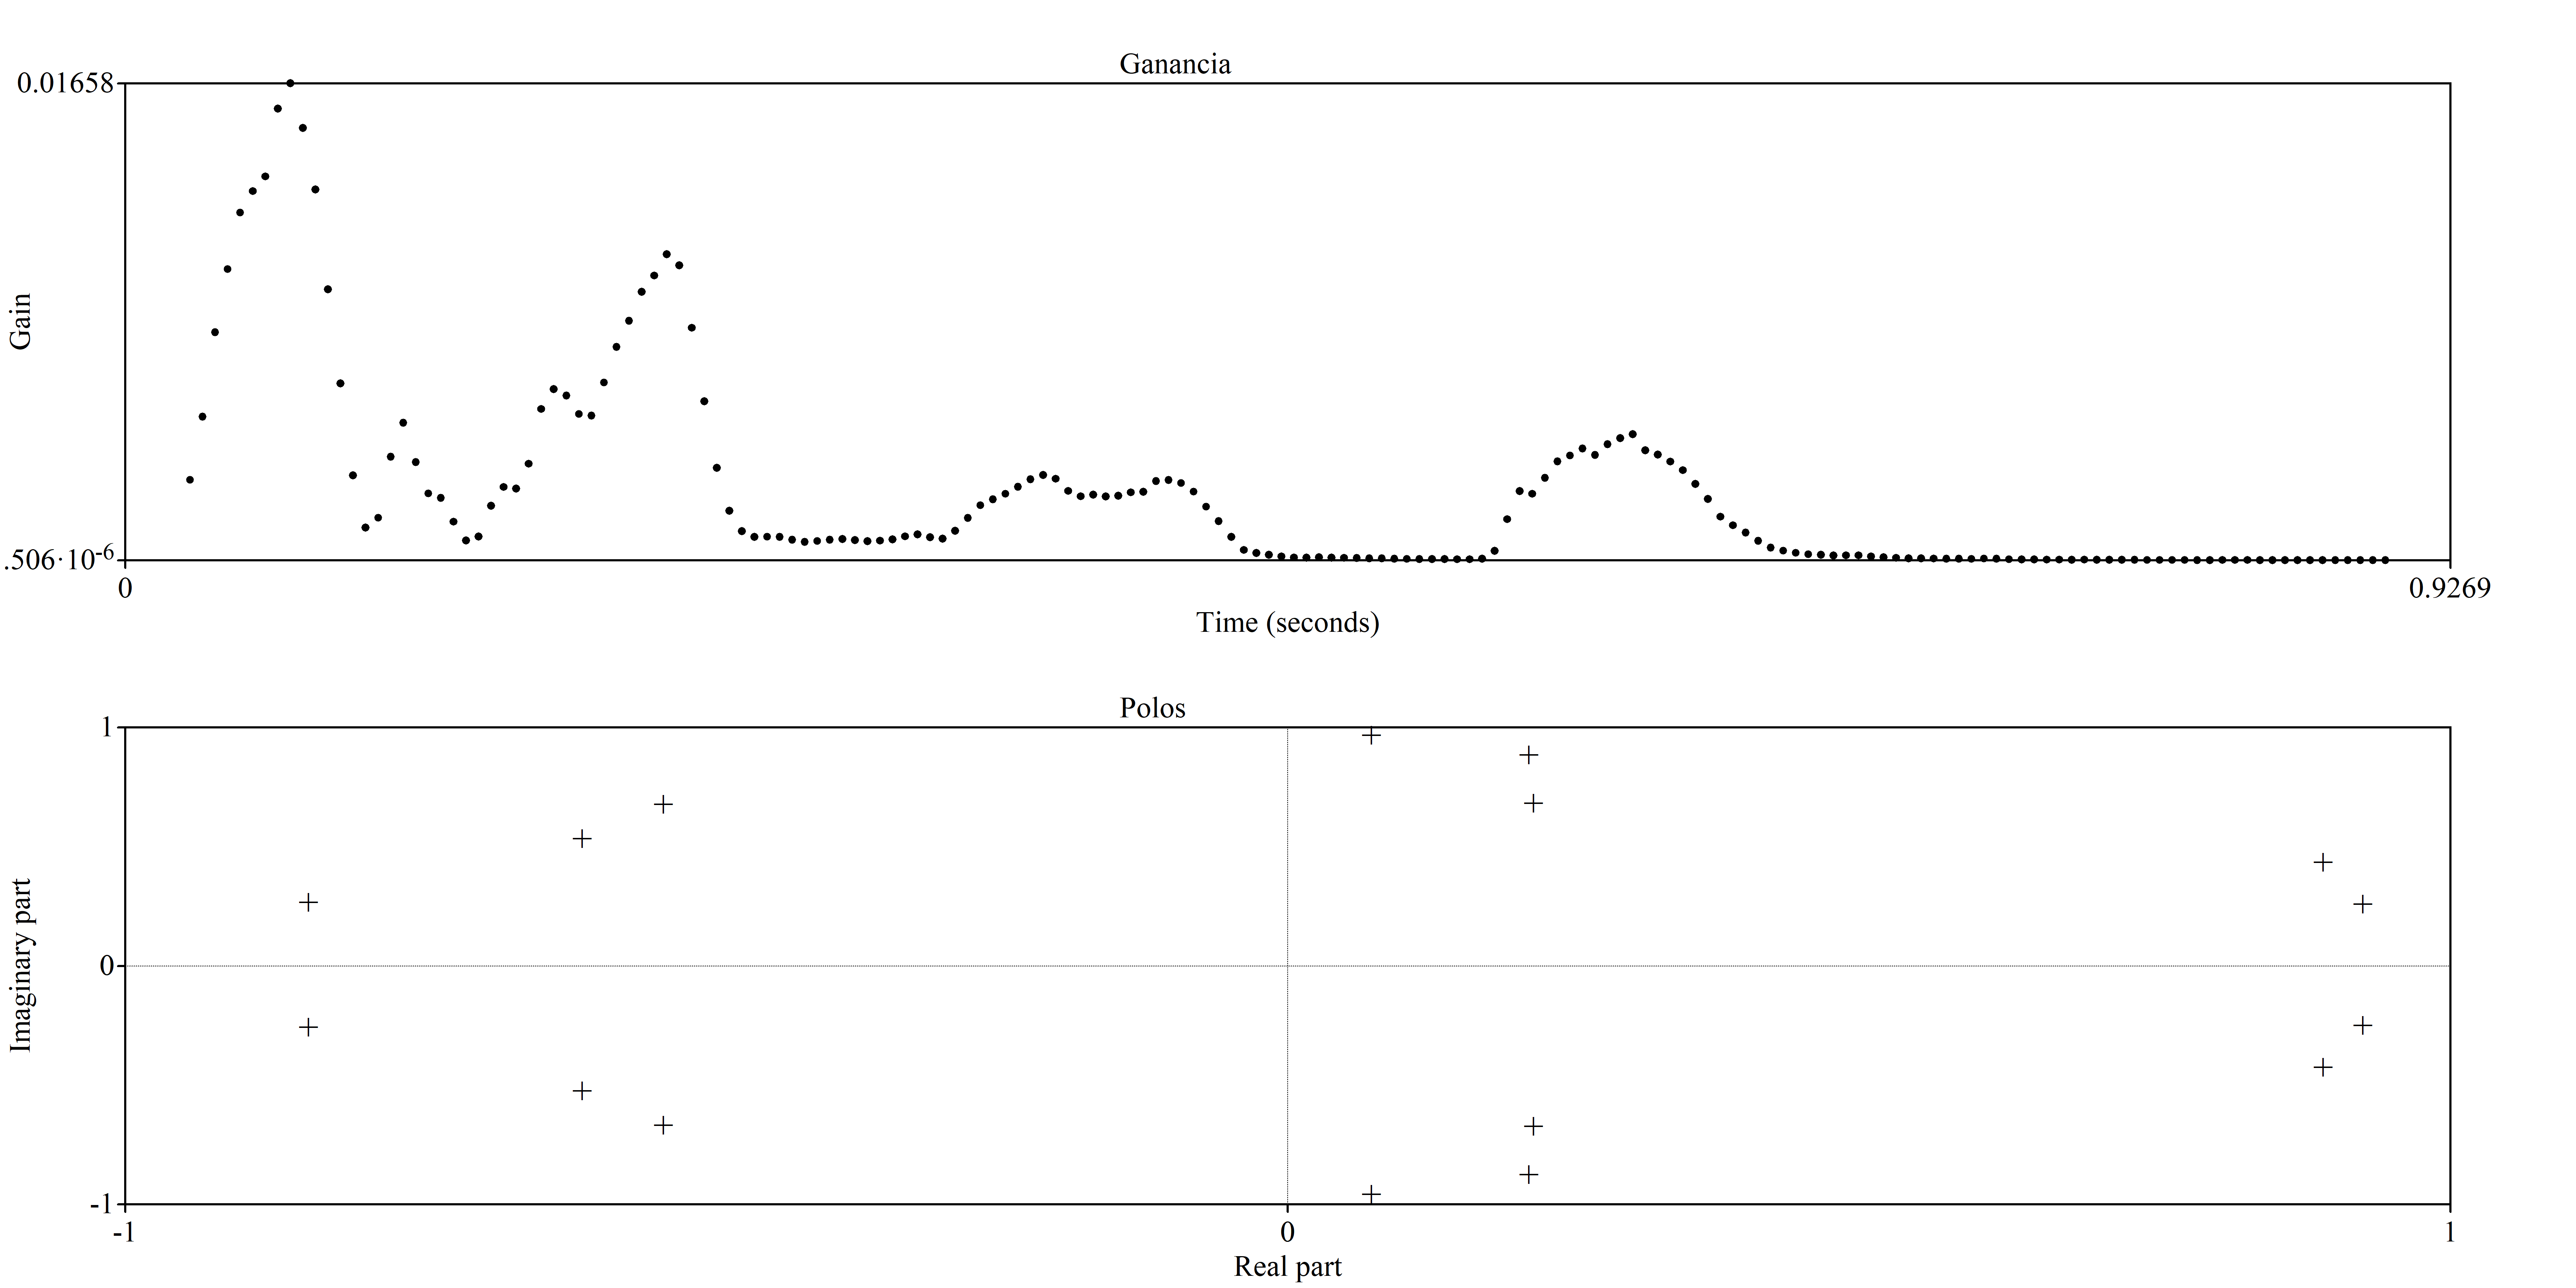 Ganancia
0.01658
Gain
.506·10⁻⁶
0
0.9269
Time (seconds)
Polos
1
Imaginary part
0
-1
-1
0
1
Real part